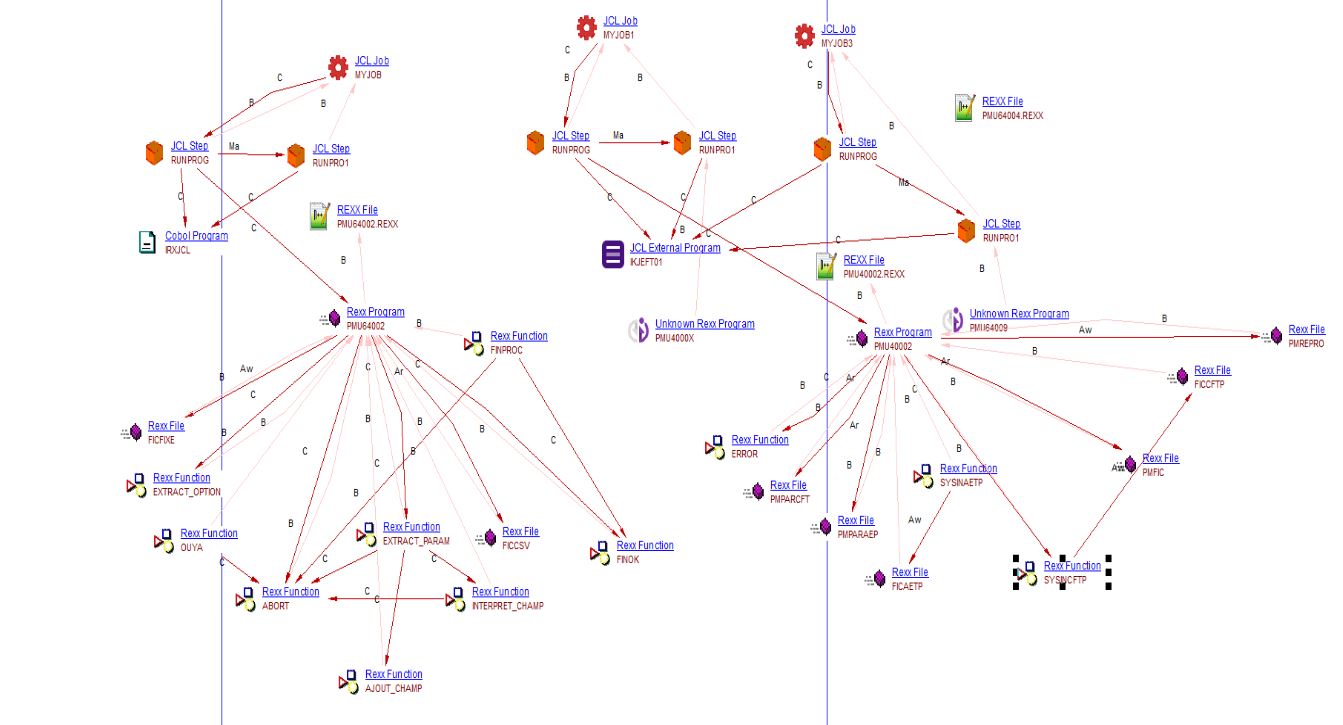 JCL Job
MYJOB1
JCL Job
MYJOB3
C
C
JCL Job
MYJOB
C
B
B
B
B
B
REXX File
PMU64004.REXX
B
JCL Step
RUNPROG
Ma
JCL Step
RUNPRO1
JCL Step
RUNPROG
Ma
JCL Step
RUNPRO1
JCL Step
RUNPROG
Ma
C
C
C
C
C
C
REXX File
PMU64002.REXX
JCL Step
RUNPRO1
Cobol Program
IRXJCL
B
C
C
JCL External Program
IKJEFT01
B
REXX File
PMU40002.REXX
B
B
Rexx Program
PMU64002
B
Rexx Function
FINPROC
Unknown Rexx Program
PMU4000X
Rexx Program
PMU40002
Unknown Rexx Program
PMU64009
Aw
B
Rexx File
PMREPRO
B
B
Aw
C
C
Ar
C
B
C
Ar
C
Ar
B
Rexx File
FICCFTP
B
B
B
B
B
B
B
Rexx File
FICFIXE
Ar
B
C
C
C
B
B
B
B
Rexx Function
ERROR
Rexx Function
EXTRACT_OPTION
Rexx File
PMPARCFT
Rexx Function
SYSINAETP
Rexx File
PMFIC
B
B
Rexx Function
OUYA
Rexx Function
EXTRACT_PARAM
Rexx File
FICCSV
Rexx Function
FINOK
Rexx File
PMPARAEP
Aw
C
C
C
Rexx File
FICAETP
Rexx Function
SYSINCFTP
Rexx Function
ABORT
C
C
Rexx Function
INTERPRET_CHAMP
Rexx Function
AJOUT_CHAMP